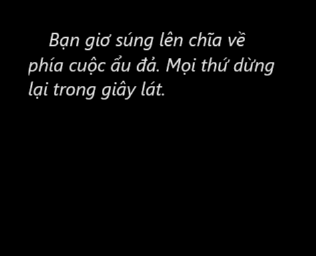 Bạn giơ súng lên chĩa về
phía cuộc ẩu đả. Mọi thứ dừng
lại trong giây lát.